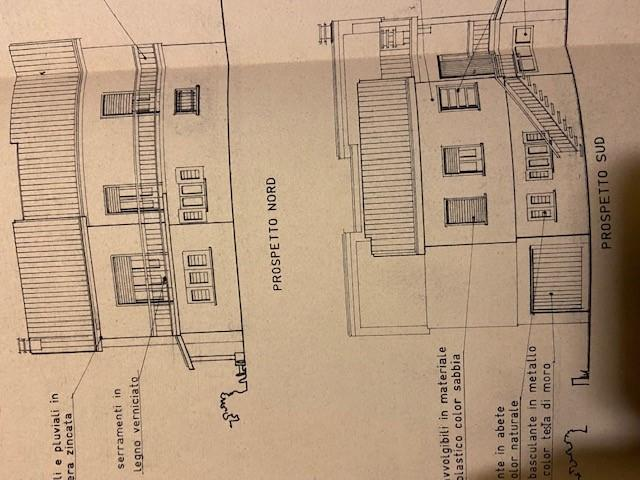 PROSPETTO NORD
li e pluviali in
era zincata
serramenti in
legno verniciato
PROSPETTO SUD
avvolgibili in materiale
plastico color sabbia
nte in abete
olor naturale
basculante in metallo
color testa di moro